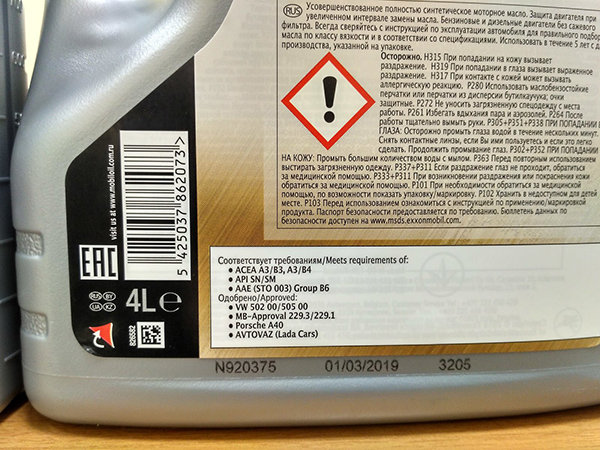 RUS
Усовершенствованное полностью синтетическое моторное масло. Защита двигателя при
увеличенном интервале замены масла. Бензиновые и дизельные двигатели без сажевого
фильтра. Всегда сверяйтесь с инструкцией по эксплуатации автомобиля для правильного подбор
масла по классу вязкости и в соответствии со спецификациями. Использовать в течение 5 лет с д
производства, указанной на упаковке.
Осторожно. H315 При попадании на кожу вызывает
раздражение. H319 При попадании в глаза вызывает выраженное
раздражение. H317 При контакте с кожей может вызывать
аллергическую реакцию. P280 Использовать маслобензостойкие
перчатки или перчатки из дисперсии бутилкаучука; очки
защитные. P272 Не уносить загрязненную спецодежду с места
работы. P261 Избегать вдыхания пара и аэрозолей. P264 После
работы тщательно вымыть руки. P305+P351+P338 ПРИ ПОПАДАНИИ В
ГЛАЗА: Осторожно промыть глаза водой в течение нескольких минут.
Снять контактные линзы, если Вы ими пользуетесь и если это легко
сделать. Продолжить промывание глаз. P302+P352 ПРИ ПОПАДАНИИ
НА КОЖУ: Промыть большим количеством воды с мылом. P363 Перед повторным использованием
выстирать загрязненную одежду. P337+P311 Если раздражение глаз не проходит, обратиться
за медицинской помощью. P333+P311 При возникновении раздражения или покраснения кожи
обратиться за медицинской помощью. P101 При необходимости обратиться за медицинской
помощью, по возможности показать упаковку/маркировку. P102 Хранить в недоступном для детей
месте. P103 Перед использованием ознакомиться с инструкцией по применению/маркировкой
продукта. Паспорт безопасности предоставляется по требованию. Бюллетень данных по
безопасности доступен на www.msds.exxonmobil.com
visit us at www.mobiloil.com.ru
5 425037 862073
EAC
RUS BY
UA KZ
4L e
826582
Соответствует требованиям/Meets requirements of:
• ACEA A3/B3, A3/B4
• API SN/SM
• AAE (STO 003) Group B6
Одобрено/Approved:
• VW 502 00/505 00
• MB-Approval 229.3/229.1
• Porsche A40
• AVTOVAZ (Lada Cars)
N920375 01/03/2019 3205